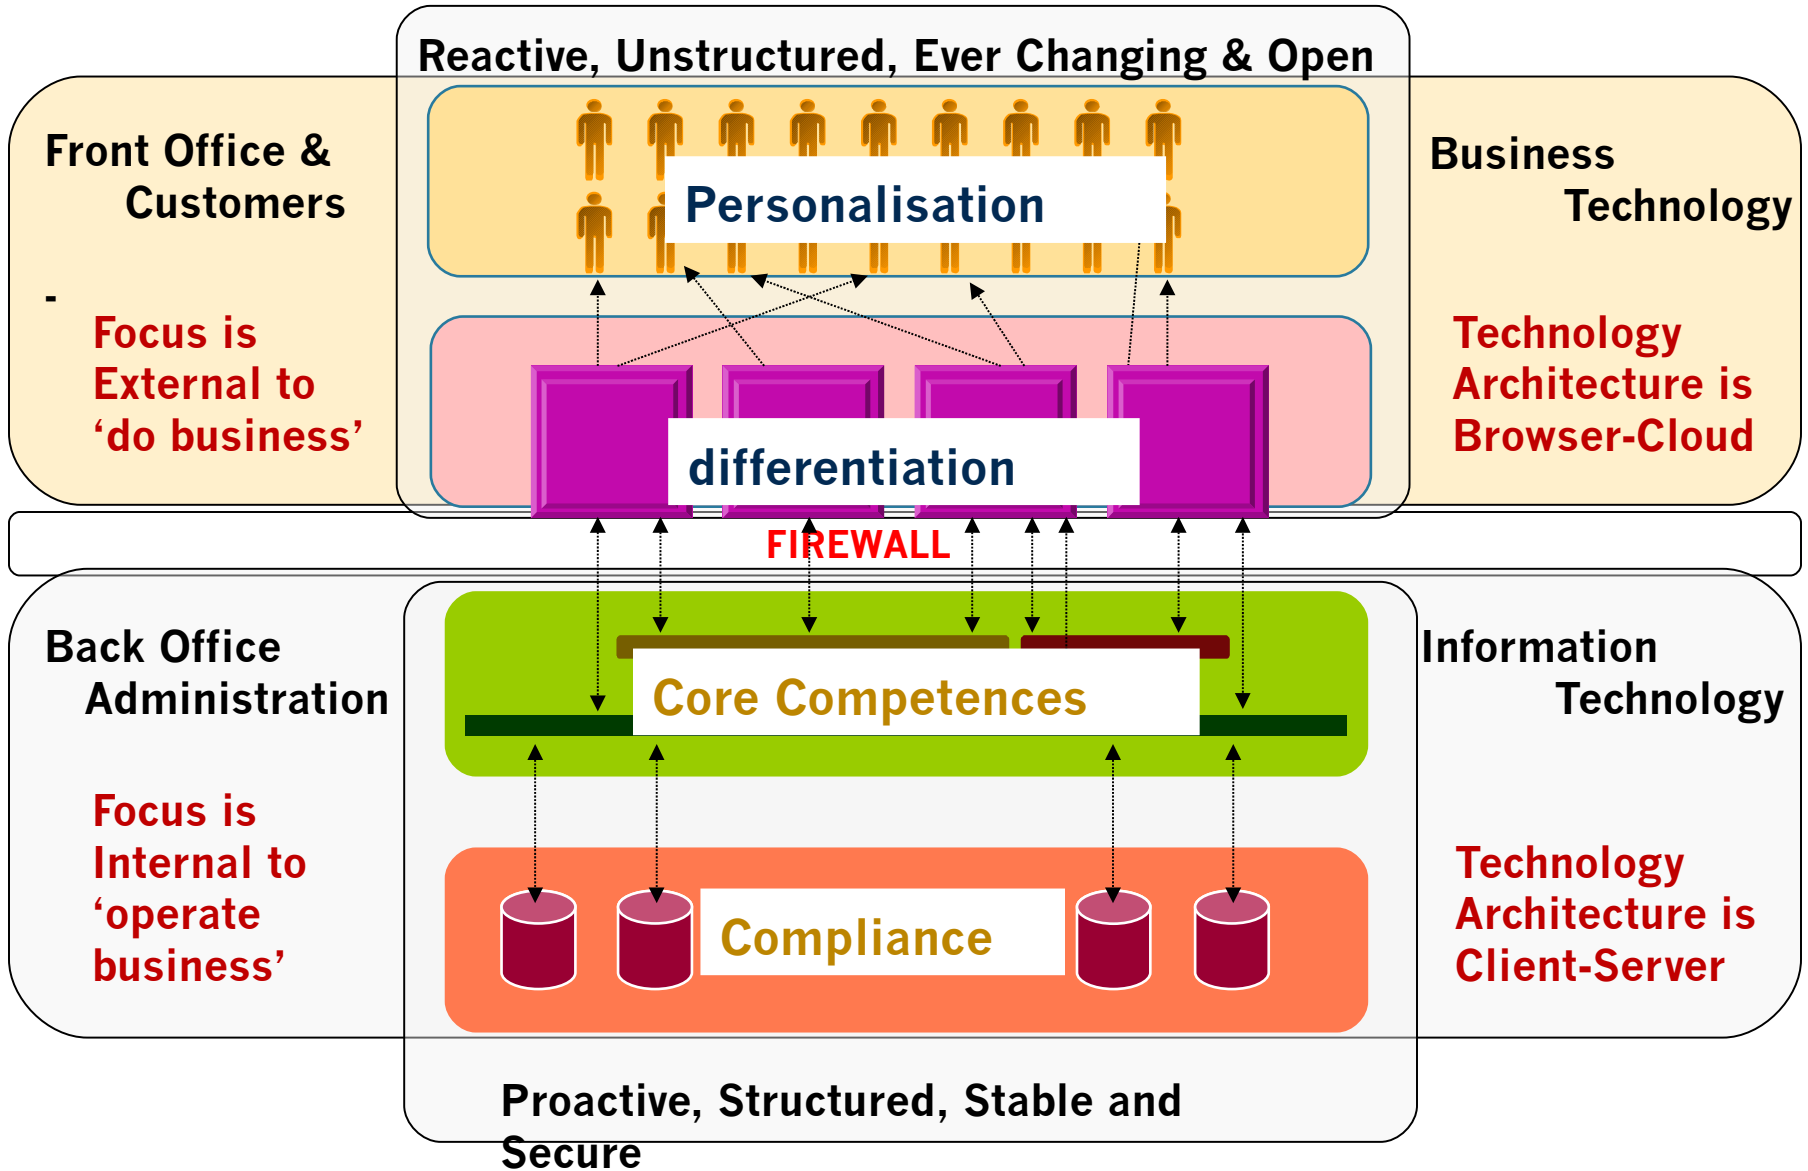 Reactive, Unstructured, Ever Changing & Open
Front Office &
Customers
-
Focus is
External to
‘do business’
Personalisation
differentiation
Business
Technology
Technology
Architecture is
Browser-Cloud
FIREWALL
Back Office
Administration
Focus is
Internal to
‘operate
business’
Core Competences
Compliance
Information
Technology
Technology
Architecture is
Client-Server
Proactive, Structured, Stable and
Secure